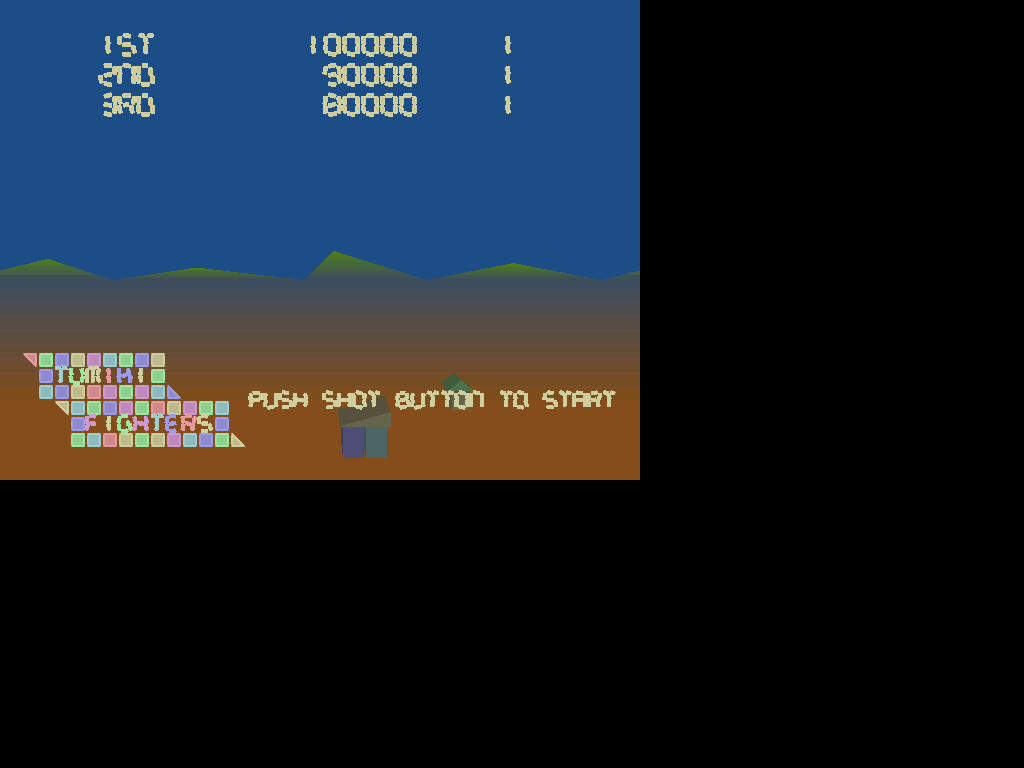 1ST 100000 1
2ND 90000 1
3RD 80000 1
TUMIKI
FIGHTERS
PUSH SHOT BUTTON TO START